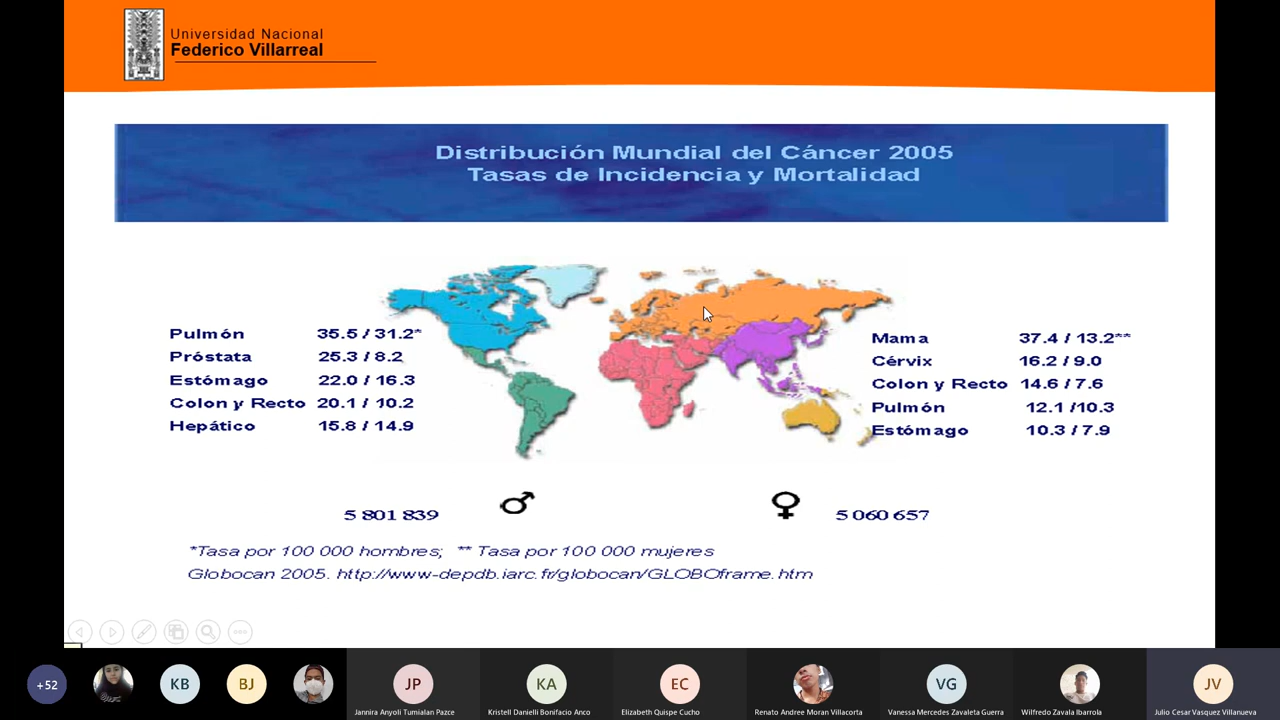 Universidad Nacional
Federico Villarreal
Distribución Mundial del Cáncer 2005
Tasas de Incidencia y Mortalidad
Pulmón 35.5 / 31.2*
Próstata 25.3 / 8.2
Estómago 22.0 / 16.3
Colon y Recto 20.1 / 10.2
Hepático 15.8 / 14.9
Mama 37.4 / 13.2**
Cérvix 16.2 / 9.0
Colon y Recto 14.6 / 7.6
Pulmón 12.1 /10.3
Estómago 10.3 / 7.9
5 801 839 ♂
♀ 5 060 657
*Tasa por 100 000 hombres; ** Tasa por 100 000 mujeres
Globocan 2005. http://www-depdb.iarc.fr/globocan/GLOBOframe.htm
+52
KB
BJ
JP
Jannira Anyoli Tumialan Pazce
KA
Kristell Danielli Bonifacio Anco
EC
Elizabeth Quispe Cucho
Renato Andree Moran Villacorta
VG
Vanessa Mercedes Zavaleta Guerra
Wilfredo Zavala Ibarrola
JV
Julio Cesar Vasquez Villanueva